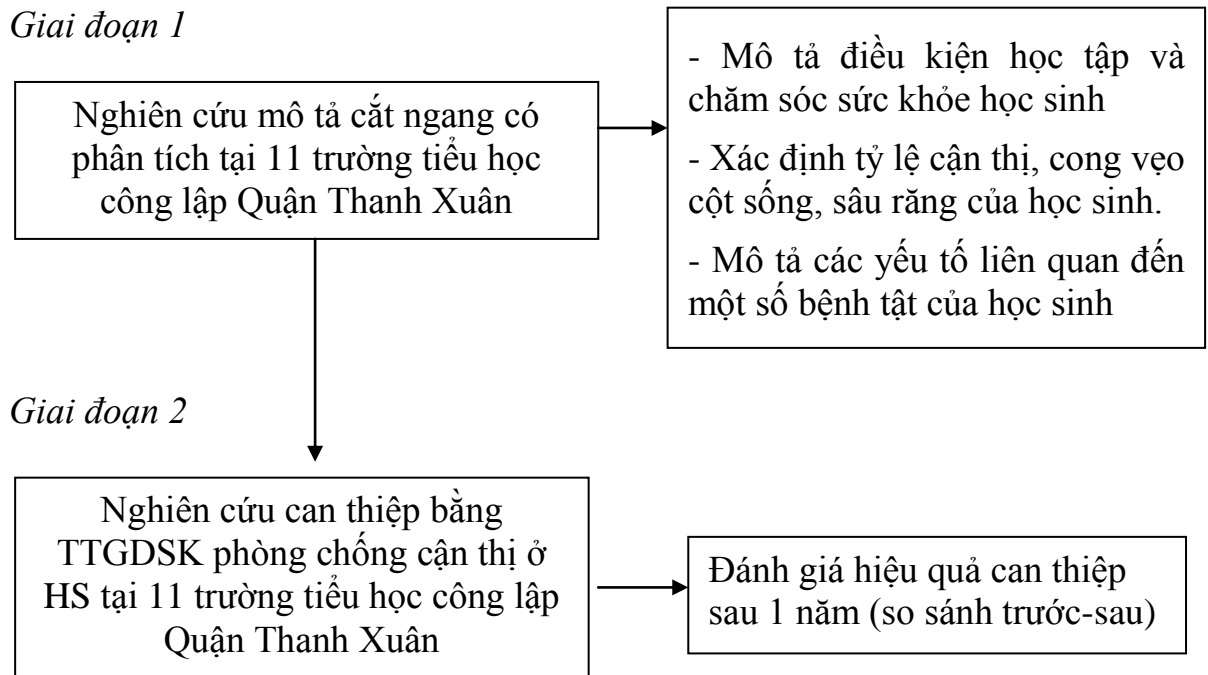 Giai đoạn 1
Nghiên cứu mô tả cắt ngang có
phân tích tại 11 trường tiểu học
công lập Quận Thanh Xuân
- Mô tả điều kiện học tập và
chăm sóc sức khỏe học sinh
- Xác định tỷ lệ cận thị, cong vẹo
cột sống, sâu răng của học sinh.
- Mô tả các yếu tố liên quan đến
một số bệnh tật của học sinh
Giai đoạn 2
Nghiên cứu can thiệp bằng
TTGDSK phòng chống cận thị ở
HS tại 11 trường tiểu học công lập
Quận Thanh Xuân
Đánh giá hiệu quả can thiệp
sau 1 năm (so sánh trước-sau)